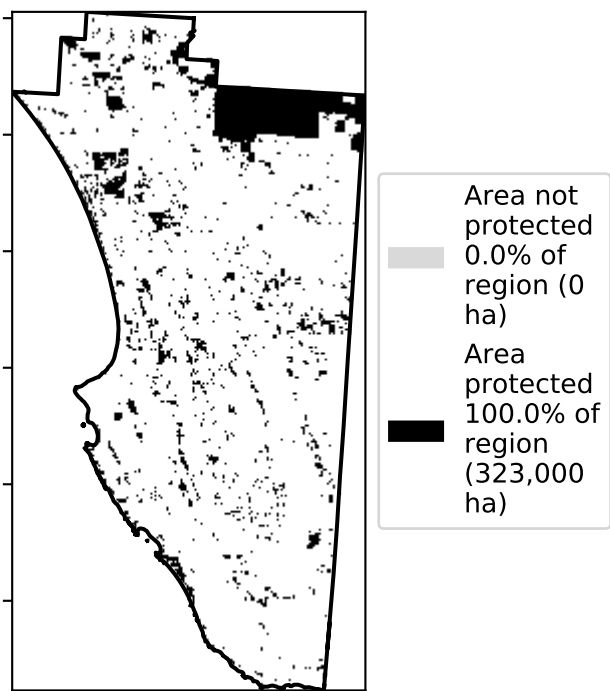 Area not
protected
0.0% of
region (0
ha)
Area
protected
100.0% of
region
(323,000
ha)